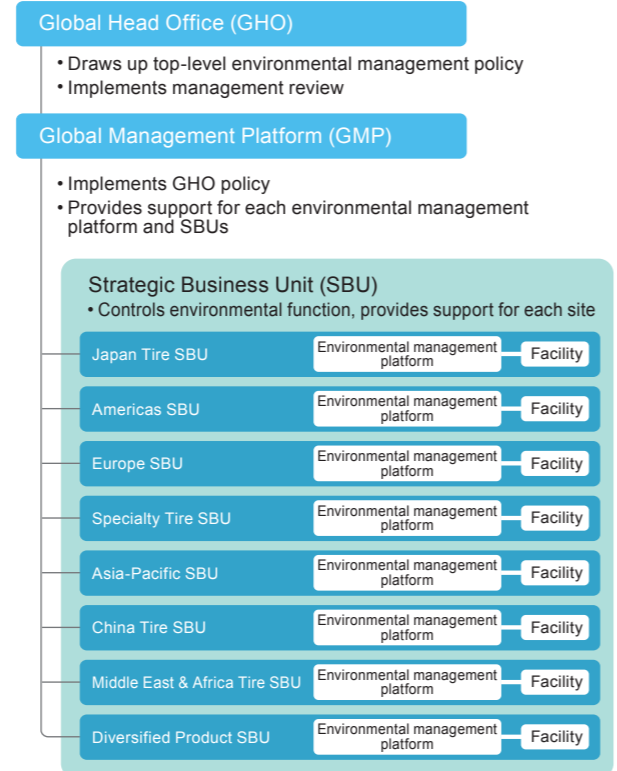 Global Head Office (GHO)
• Draws up top-level environmental management policy
• Implements management review
Global Management Platform (GMP)
• Implements GHO policy
• Provides support for each environmental management
platform and SBUs
Strategic Business Unit (SBU)
• Controls environmental function, provides support for each site
Japan Tire SBU
Environmental management
platform
Facility
Americas SBU
Environmental management
platform
Facility
Europe SBU
Environmental management
platform
Facility
Specialty Tire SBU
Environmental management
platform
Facility
Asia-Pacific SBU
Environmental management
platform
Facility
China Tire SBU
Environmental management
platform
Facility
Middle East & Africa Tire SBU
Environmental management
platform
Facility
Diversified Product SBU
Environmental management
platform
Facility